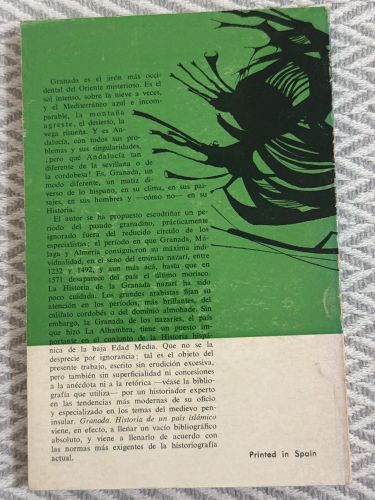 Granada es el jirón más occi-
dental del Oriente misterioso. Es el
sol intenso, sobre la nieve a veces,
y el Mediterráneo azul e incom-
parable, la montaña
agreste, el desierto, la
vega risueña. Y es An-
dalucía, con todos sus
problemas y sus singularidades,
¡pero qué Andalucía tan
diferente de la sevillana o de
la cordobesa! Es, Granada, un
modo diferente, un matiz di-
verso de lo hispano, en su clima, en sus pai-
sajes, en sus hombres y —cómo no— en su
Historia.
El autor se ha propuesto escudriñar un pe-
ríodo del pasado granadino, prácticamente
ignorado fuera del reducido círculo de los
especialistas; el período en que Granada, Má-
laga y Almería consiguieron su máxima indi-
vidualidad, en el seno del emirato nazarí, entre
1232 y 1492, y aun más acá, hasta que en
1571 desaparece del país el último morisco.
La Historia de la Granada nazarí ha sido
poco cuidada. Los grandes arabistas fijan su
atención en los períodos, más brillantes, del
califato cordobés o del dominio almohade. Sin
embargo, la Granada de los nazaríes, el país
que hizo La Alhambra, tiene un puesto im-
portante en el conjunto de la Historia hispá-
nica de la baja Edad Media. Que no se la
desprecie por ignorancia: tal es el objeto del
presente trabajo, escrito sin erudición excesiva,
pero también sin superficialidad ni concesiones
a la anécdota ni a la retórica —véase la biblio-
grafía que utiliza— por un historiador experto
en las tendencias más modernas de su oficio
y especializado en los temas del medievo pen-
insular. Granada. Historia de un país islámico
viene, en efecto, a llenar un vacío bibliográfico
absoluto, y viene a llenarlo de acuerdo con
las normas más exigentes de la historiografía
actual.
Printed in Spain